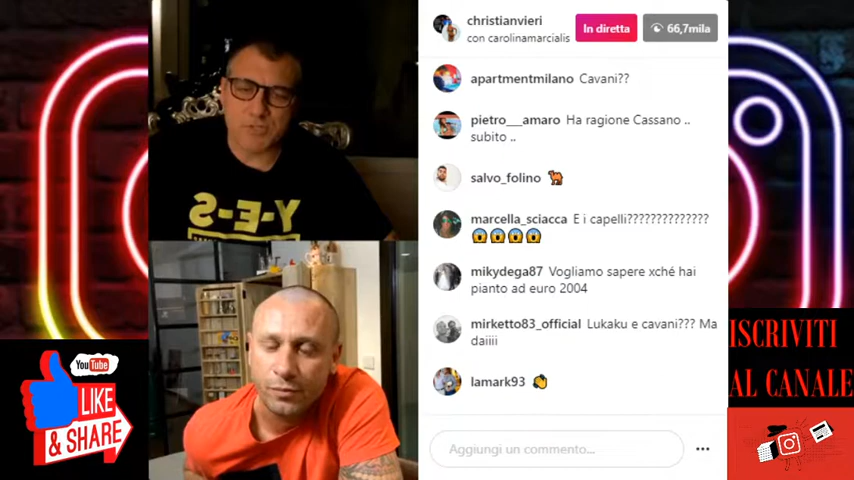 christianvieri
con carolinamarcialis
In diretta
66,7mila
apartmentmilano Cavani??
pietro___amaro Ha ragione Cassano ..
subito ..
salvo_folino 🐪
marcella_sciacca E i capelli??????????????
😱😱😱😱
mikydega87 Vogliamo sapere xché hai
pianto ad euro 2004
mirketto83_official Lukaku e cavani??? Ma
daiiii
lamark93 👏
Aggiungi un commento...
Y-E-S
YouTube
LIKE
& SHARE
ISCRIVITI
AL CANALE